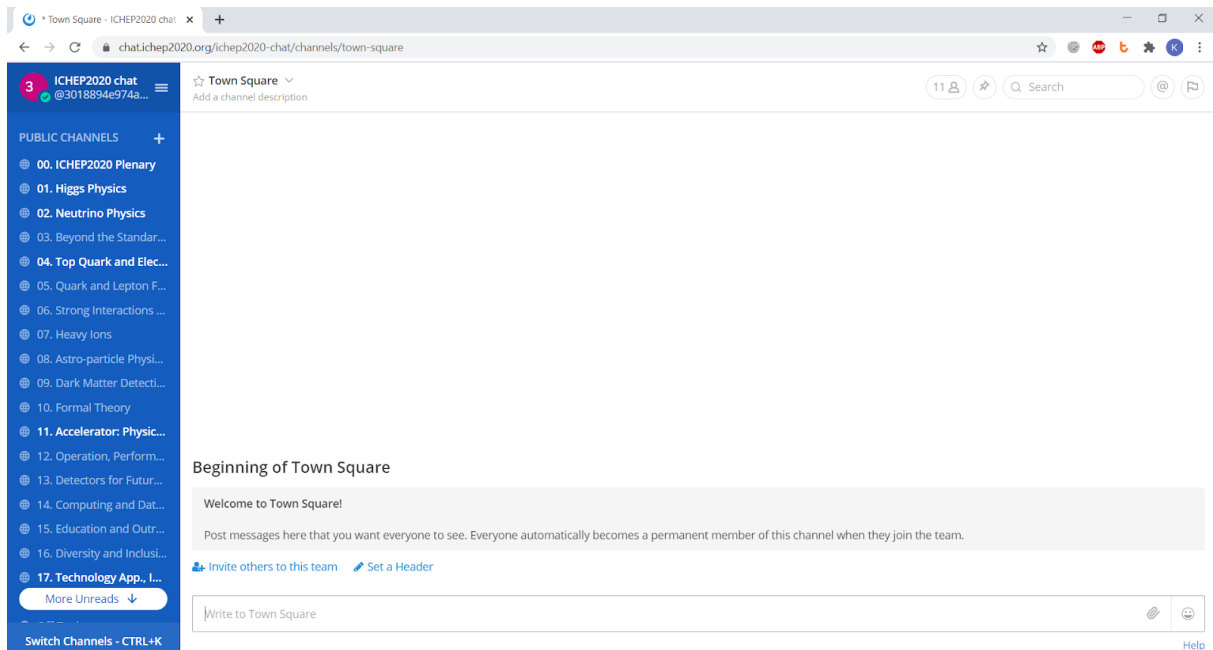 * Town Square - ICHEP2020 chat
chat.ichep2020.org/ichep2020-chat/channels/town-square
ABP
K
3
ICHEP2020 chat
@3018894e974a...
Town Square
Add a channel description
11
Search
@
PUBLIC CHANNELS +
00. ICHEP2020 Plenary
01. Higgs Physics
02. Neutrino Physics
03. Beyond the Standar...
04. Top Quark and Elec...
05. Quark and Lepton F...
06. Strong Interactions ...
07. Heavy Ions
08. Astro-particle Physi...
09. Dark Matter Detecti...
10. Formal Theory
11. Accelerator: Physic...
12. Operation, Perform...
13. Detectors for Futur...
14. Computing and Dat...
15. Education and Outr...
16. Diversity and Inclusi...
17. Technology App., I...
More Unreads
Switch Channels - CTRL+K
Beginning of Town Square
Welcome to Town Square!
Post messages here that you want everyone to see. Everyone automatically becomes a permanent member of this channel when they join the team.
Invite others to this team Set a Header
Write to Town Square
Help